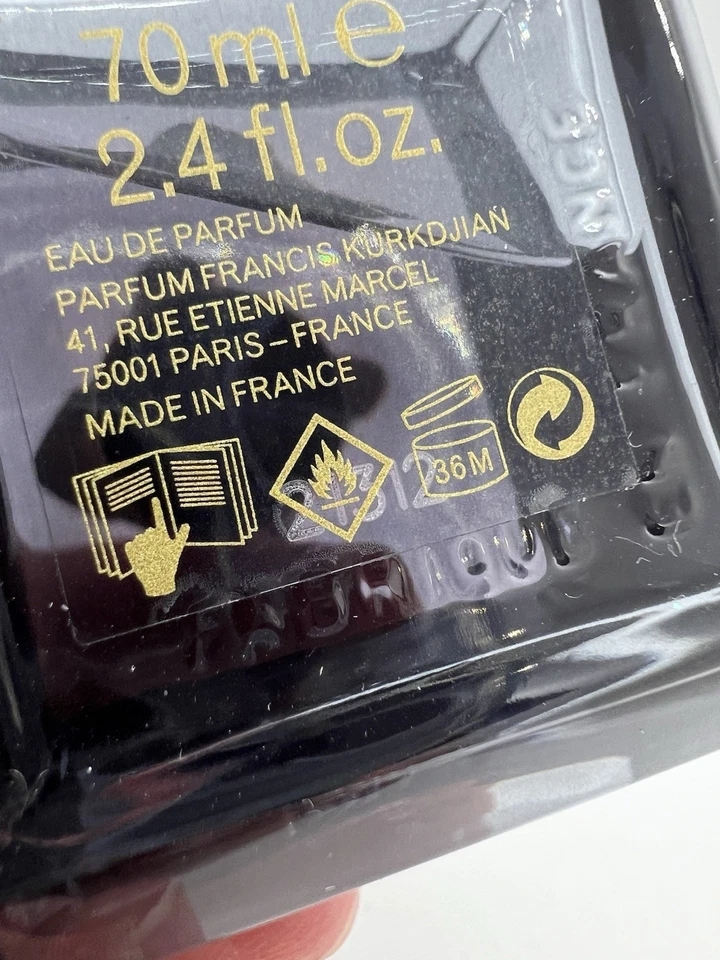 70 ml e
2.4 fl.oz.
EAU DE PARFUM
PARFUM FRANCIS KURKDJIAN
41, RUE ETIENNE MARCEL
75001 PARIS – FRANCE
MADE IN FRANCE
36 M